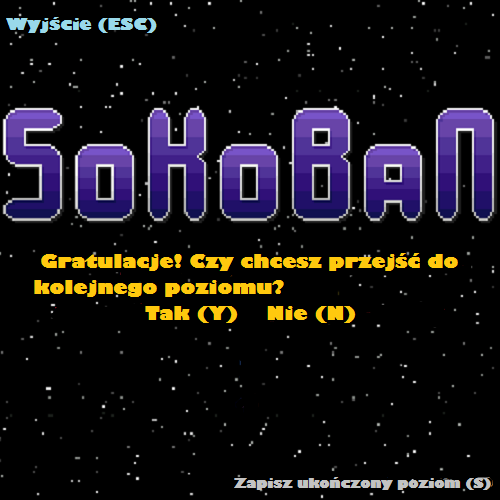 Wyjście (ESC)
SoKoBaN
Gratulacje! Czy chcesz przejść do
kolejnego poziomu?
Tak (Y) Nie (N)
Zapisz ukończony poziom (S)